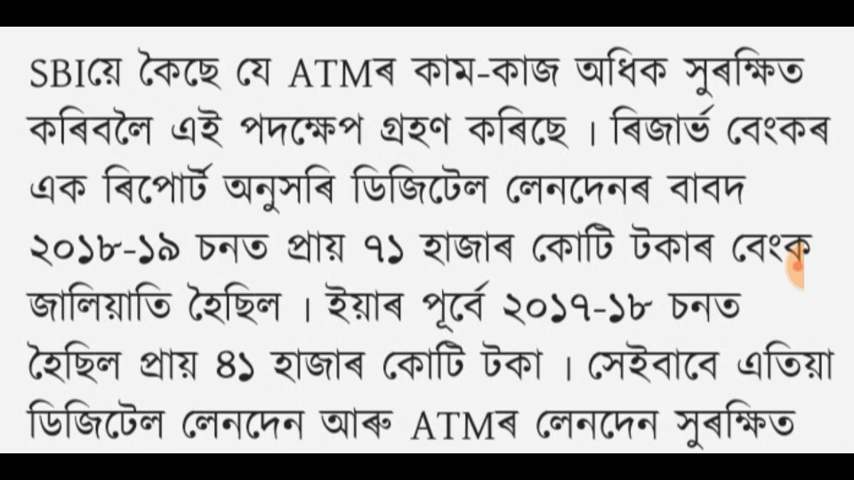 SBIয়ে কৈছে যে ATMৰ কাম-কাজ অধিক সুৰক্ষিত
কৰিবলৈ এই পদক্ষেপ গ্ৰহণ কৰিছে । ৰিজাৰ্ভ বেংকৰ
এক ৰিপোৰ্ট অনুসৰি ডিজিটেল লেনদেনৰ বাবদ
২০১৮-১৯ চনত প্ৰায় ৭১ হাজাৰ কোটি টকাৰ বেংক
জালিয়াতি হৈছিল । ইয়াৰ পূৰ্বে ২০১৭-১৮ চনত
হৈছিল প্ৰায় ৪১ হাজাৰ কোটি টকা । সেইবাবে এতিয়া
ডিজিটেল লেনদেন আৰু ATMৰ লেনদেন সুৰক্ষিত